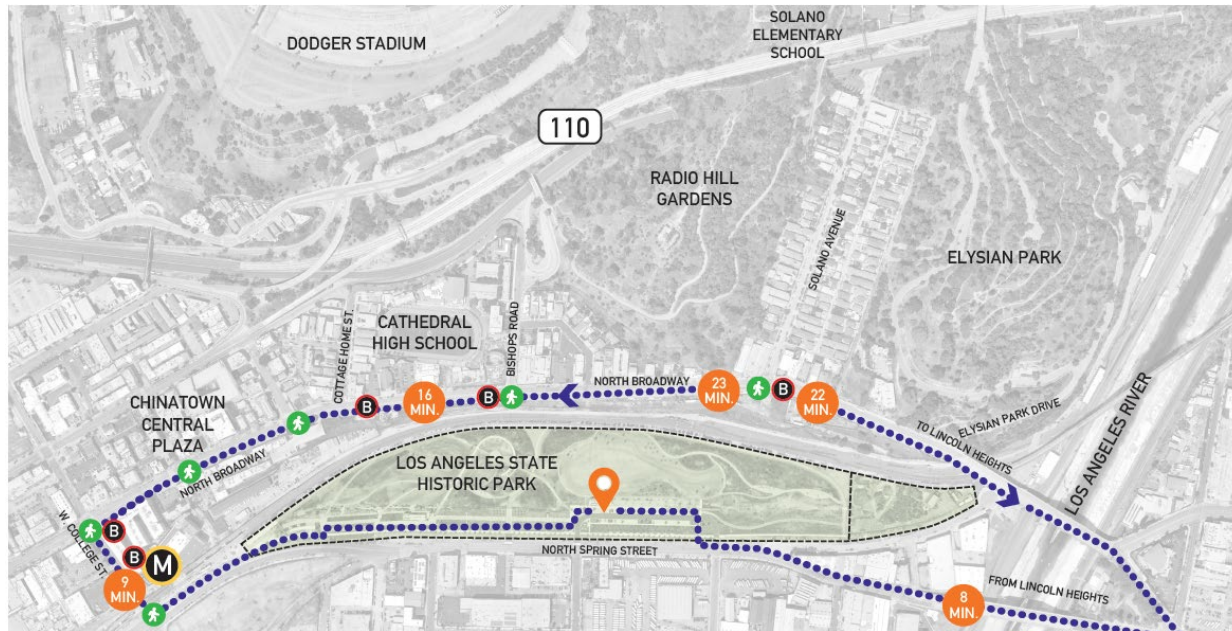 SOLANO
ELEMENTARY
SCHOOL
DODGER STADIUM
110
RADIO HILL
GARDENS
SOLANO AVENUE
ELYSIAN PARK
COTTAGE HOME ST.
CATHEDRAL
HIGH SCHOOL
BISHOPS ROAD
NORTH BROADWAY
23
MIN.
B
22
MIN.
16
MIN.
B
B
CHINATOWN
CENTRAL
PLAZA
NORTH BROADWAY
ELYSIAN PARK DRIVE
TO LINCOLN HEIGHTS
LOS ANGELES RIVER
LOS ANGELES STATE
HISTORIC PARK
W. COLLEGE ST.
B
B
M
9
MIN.
NORTH SPRING STREET
FROM LINCOLN HEIGHTS
8
MIN.